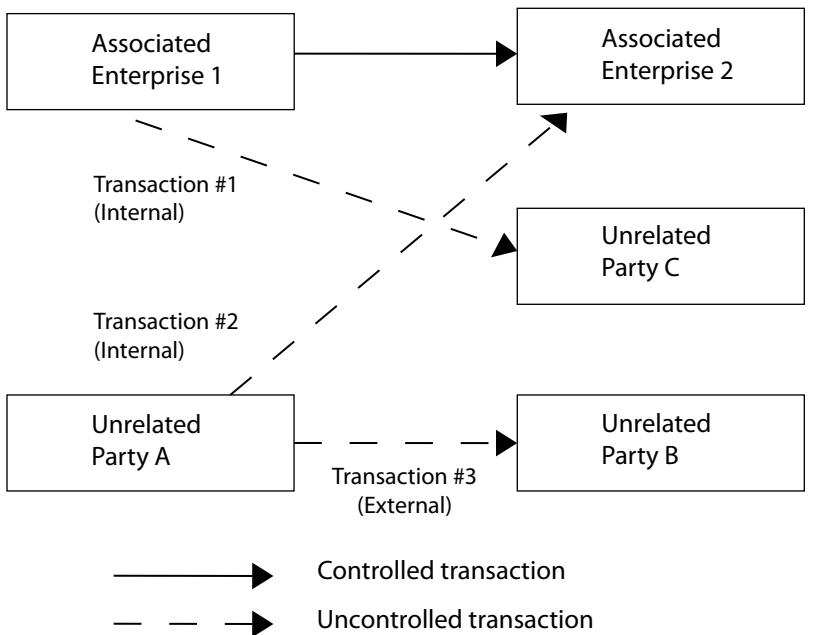 Associated
Enterprise 1
Associated
Enterprise 2
Transaction #1
(Internal)
Unrelated
Party C
Transaction #2
(Internal)
Unrelated
Party A
Unrelated
Party B
Transaction #3
(External)
Controlled transaction
Uncontrolled transaction